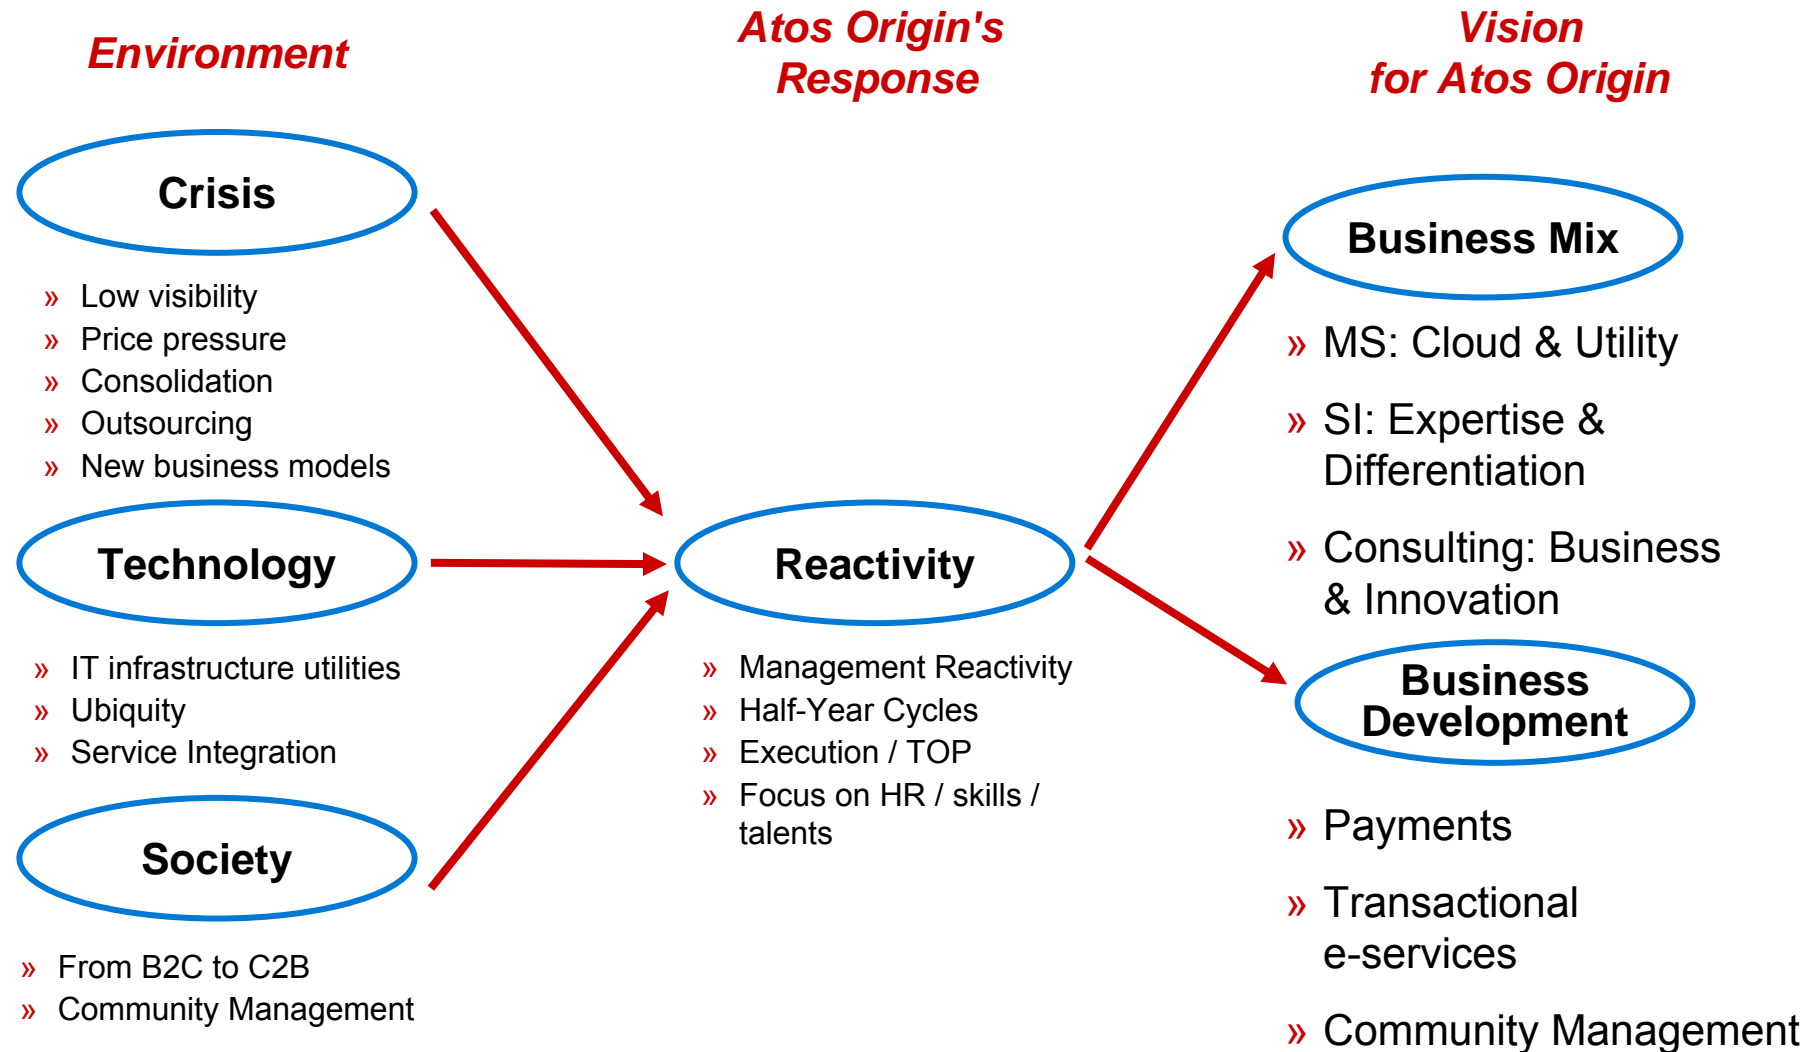 Environment
Atos Origin's
Response
Vision
for Atos Origin
Crisis
» Low visibility
» Price pressure
» Consolidation
» Outsourcing
» New business models
Technology
» IT infrastructure utilities
» Ubiquity
» Service Integration
Society
» From B2C to C2B
» Community Management
Reactivity
» Management Reactivity
» Half-Year Cycles
» Execution / TOP
» Focus on HR / skills /
talents
Business Mix
» MS: Cloud & Utility
» SI: Expertise &
Differentiation
» Consulting: Business
& Innovation
Business
Development
» Payments
» Transactional
e-services
» Community Management